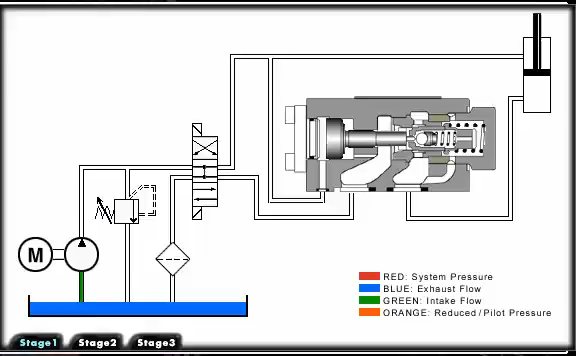 M
RED: System Pressure
BLUE: Exhaust Flow
GREEN: Intake Flow
ORANGE: Reduced / Pilot Pressure
Stage1 Stage2 Stage3